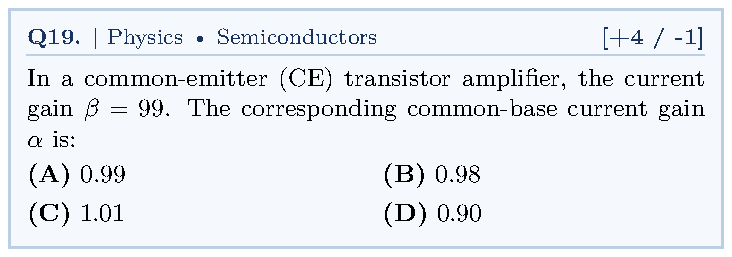 Q19. | Physics • Semiconductors [+4 / -1]
In a common-emitter (CE) transistor amplifier, the current
gain β = 99. The corresponding common-base current gain
α is:
(A) 0.99 (B) 0.98
(C) 1.01 (D) 0.90